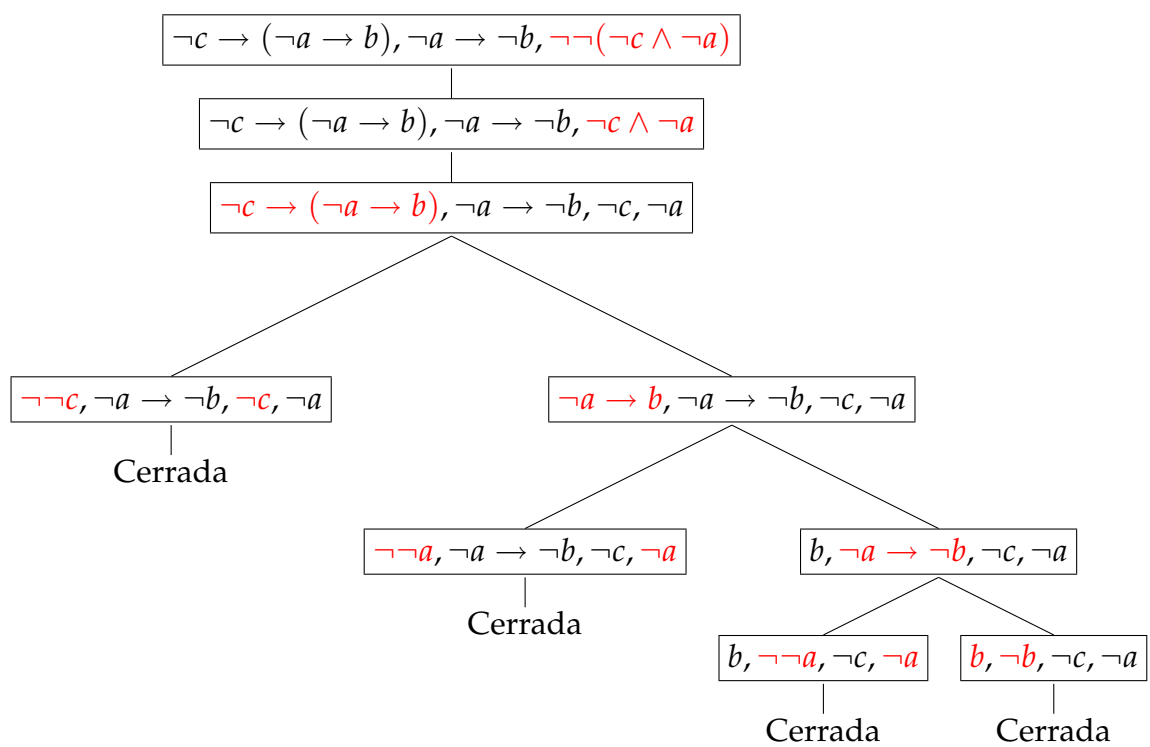 ¬c → (¬a → b), ¬a → ¬b, ¬¬(¬c ∧ ¬a)
¬c → (¬a → b), ¬a → ¬b, ¬c ∧ ¬a
¬c → (¬a → b), ¬a → ¬b, ¬c, ¬a
¬¬c, ¬a → ¬b, ¬c, ¬a
¬a → b, ¬a → ¬b, ¬c, ¬a
Cerrada
¬¬a, ¬a → ¬b, ¬c, ¬a
b, ¬a → ¬b, ¬c, ¬a
Cerrada
b, ¬¬a, ¬c, ¬a
b, ¬b, ¬c, ¬a
Cerrada
Cerrada